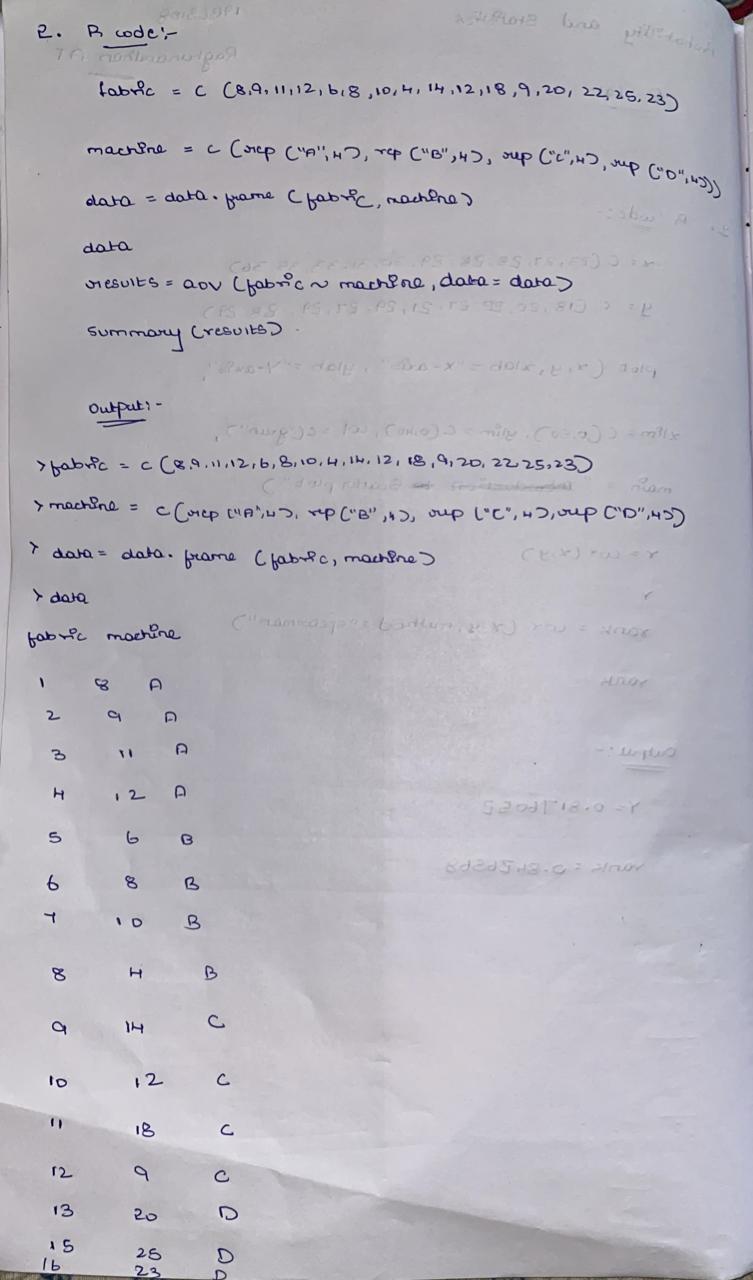 2. R code:-
fabric = c (8,9,11,12,6,8,10,4,14,12,18,9,20,22,25,23)
machine = c (rep ("A",4), rep ("B",4), rep ("C",4), rep ("D",4))
data = data.frame (fabric, machine)
data
results = aov (fabric ~ machine, data = data)
summary (results)
Output:-
> fabric = c (8,9,11,12,6,8,10,4,14,12,18,9,20,22,25,23)
> machine = c (rep ("A",4), rep ("B",4), rep ("C",4), rep ("D",4))
> data = data.frame (fabric, machine)
> data
fabric machine
1 8 A
2 9 A
3 11 A
4 12 A
5 6 B
6 8 B
7 10 B
8 4 B
9 14 C
10 12 C
11 18 C
12 9 C
13 20 D
15 25 D
16 23 D